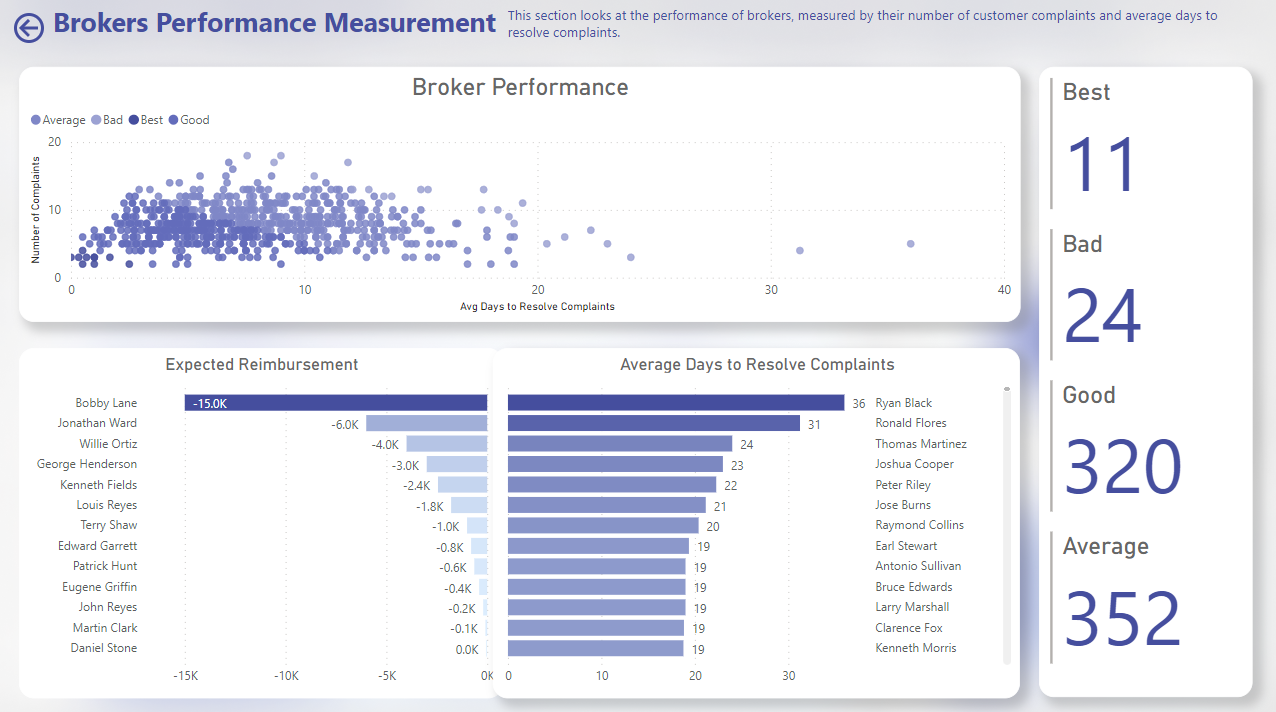 Brokers Performance Measurement
This section looks at the performance of brokers, measured by their number of customer complaints and average days to
resolve complaints.
Broker Performance
Average Bad Best Good
Number of Complaints
20
10
0
0 10 20 30 40
Avg Days to Resolve Complaints
Expected Reimbursement
Bobby Lane -15.0K
Jonathan Ward -6.0K
Willie Ortiz -4.0K
George Henderson -3.0K
Kenneth Fields -2.4K
Louis Reyes -1.8K
Terry Shaw -1.0K
Edward Garrett -0.8K
Patrick Hunt -0.6K
Eugene Griffin -0.4K
John Reyes -0.2K
Martin Clark -0.1K
Daniel Stone 0.0K
-15K -10K -5K 0K
Average Days to Resolve Complaints
36 Ryan Black
31 Ronald Flores
24 Thomas Martinez
23 Joshua Cooper
22 Peter Riley
21 Jose Burns
20 Raymond Collins
19 Earl Stewart
19 Antonio Sullivan
19 Bruce Edwards
19 Larry Marshall
19 Clarence Fox
19 Kenneth Morris
0 10 20 30
Best
11
Bad
24
Good
320
Average
352